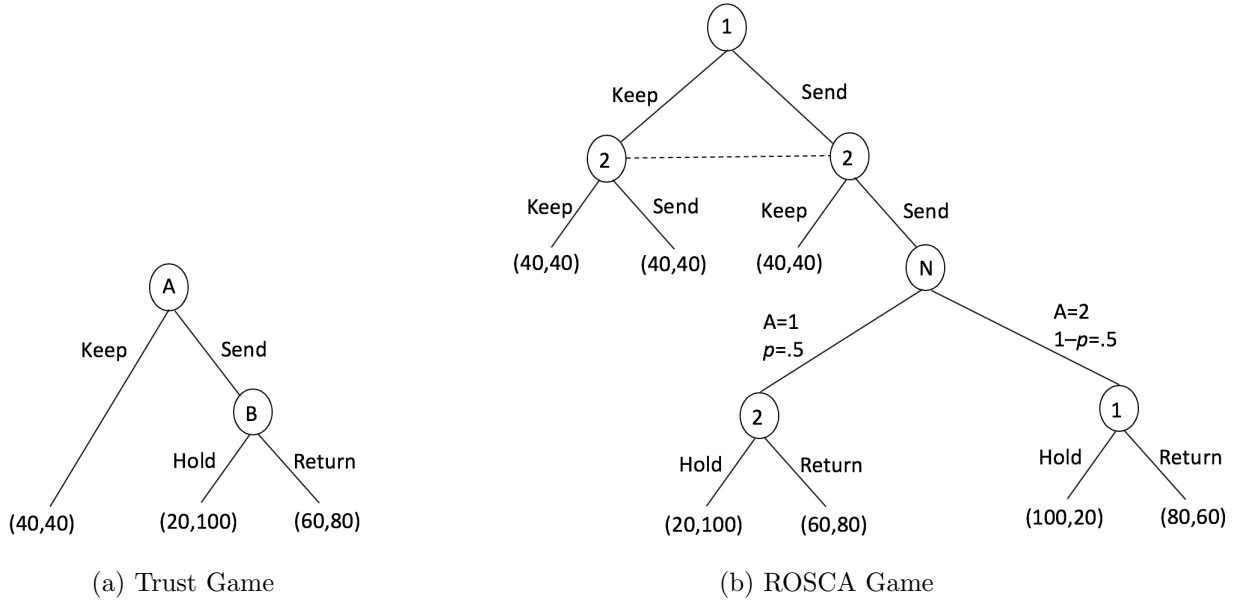 A
Keep
Send
B
Hold
Return
(40,40)
(20,100)
(60,80)
(a) Trust Game
1
Keep
Send
2
2
Keep
Send
Keep
Send
(40,40)
(40,40)
(40,40)
N
A=1
p=.5
A=2
1–p=.5
2
1
Hold
Return
Hold
Return
(20,100)
(60,80)
(100,20)
(80,60)
(b) ROSCA Game